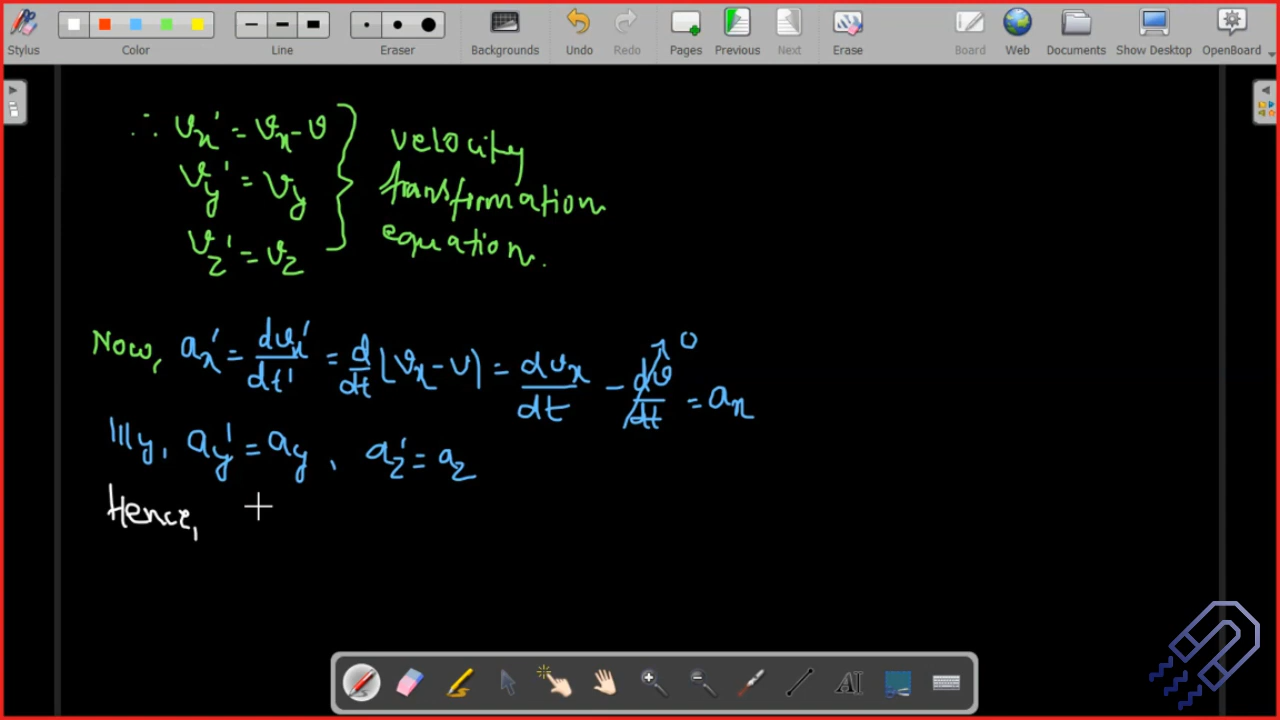 Stylus Color Line Eraser Backgrounds Undo Redo Pages Previous Next Erase Board Web Documents Show Desktop OpenBoard
∴ vx' = vx - v
vy' = vy
vz' = vz
velocity
transformation
equation.
Now, ax' = dvx'/dt' = d/dt (vx - v) = dvx/dt - dv/dt 0 = ax
|||y, ay' = ay, az' = az
Hence,
AI